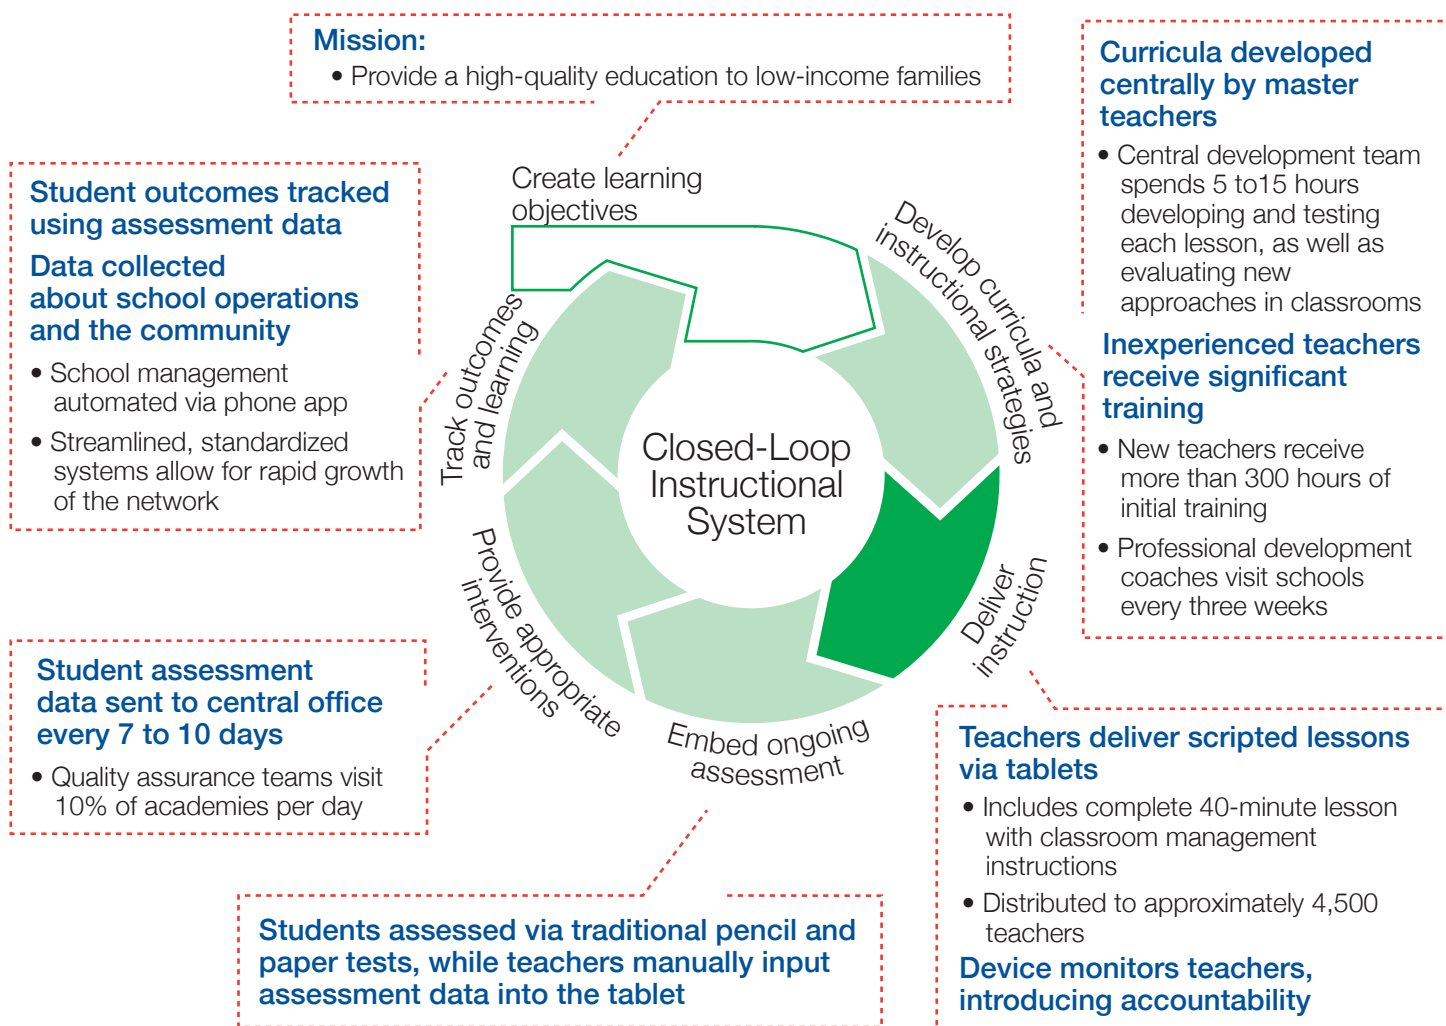 Mission:
• Provide a high-quality education to low-income families
Curricula developed
centrally by master
teachers
• Central development team
spends 5 to15 hours
developing and testing
each lesson, as well as
evaluating new
approaches in classrooms
Inexperienced teachers
receive significant
training
• New teachers receive
more than 300 hours of
initial training
• Professional development
coaches visit schools
every three weeks
Student outcomes tracked
using assessment data
Data collected
about school operations
and the community
• School management
automated via phone app
• Streamlined, standardized
systems allow for rapid growth
of the network
Create learning
objectives
Develop curricula and
instructional strategies
Track outcomes
and learning
Closed-Loop
Instructional
System
Provide appropriate
interventions
Deliver
instruction
Embed ongoing
assessment
Student assessment
data sent to central office
every 7 to 10 days
• Quality assurance teams visit
10% of academies per day
Teachers deliver scripted lessons
via tablets
• Includes complete 40-minute lesson
with classroom management
instructions
• Distributed to approximately 4,500
teachers
Device monitors teachers,
introducing accountability
Students assessed via traditional pencil and
paper tests, while teachers manually input
assessment data into the tablet